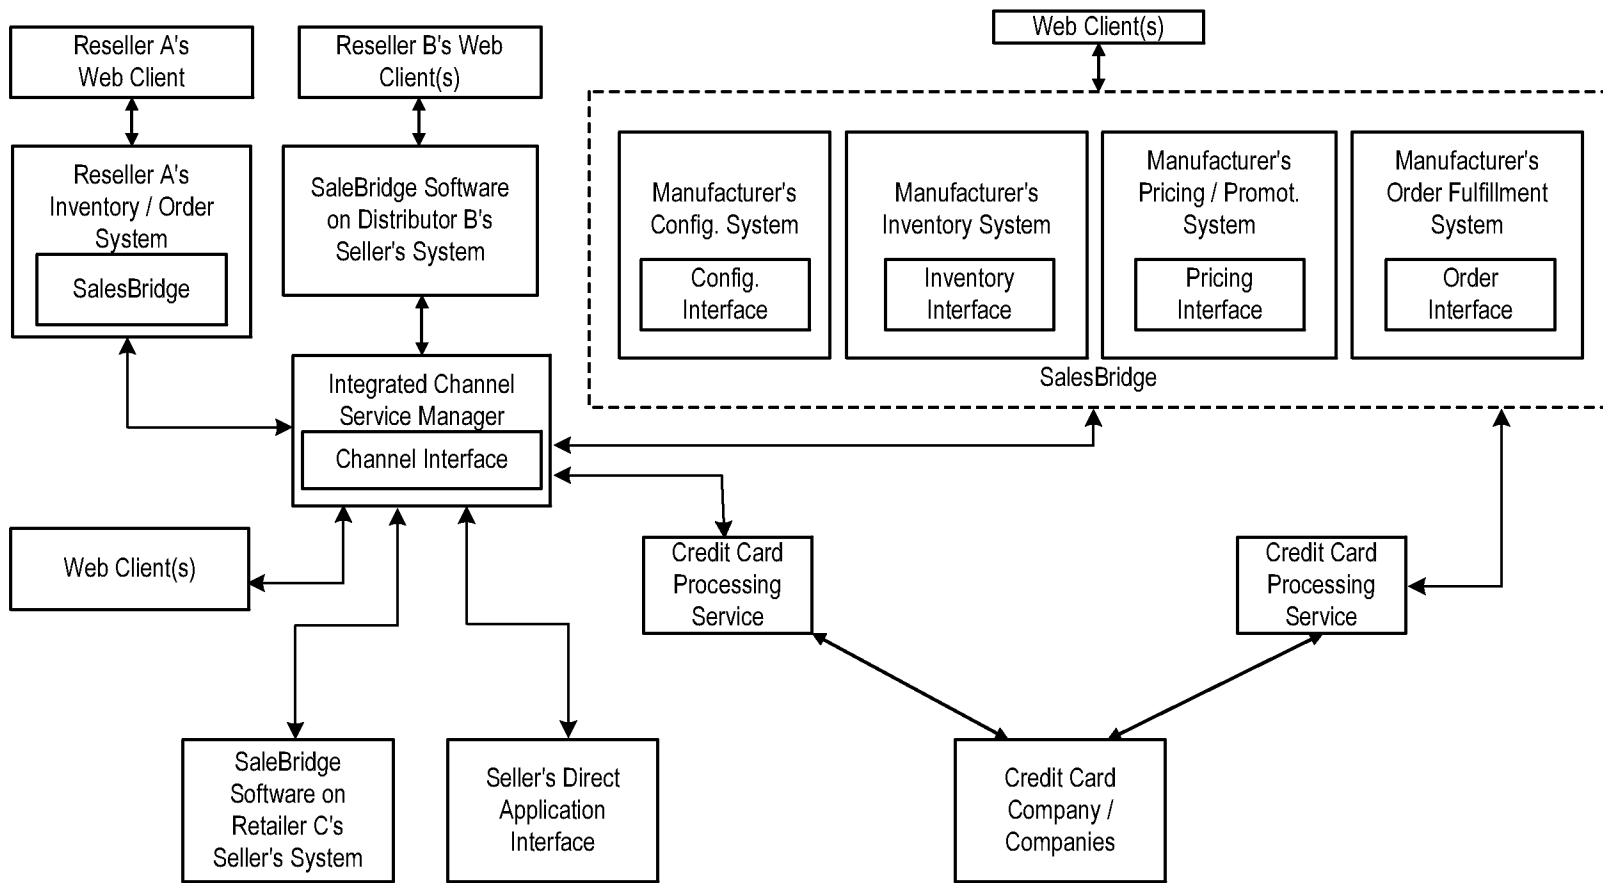 Reseller A's
Web Client
Reseller B's Web
Client(s)
Web Client(s)
Reseller A's
Inventory / Order
System
SalesBridge
SaleBridge Software
on Distributor B's
Seller's System
Manufacturer's
Config. System
Config.
Interface
Manufacturer's
Inventory System
Inventory
Interface
Manufacturer's
Pricing / Promot.
System
Pricing
Interface
Manufacturer's
Order Fulfillment
System
Order
Interface
SalesBridge
Integrated Channel
Service Manager
Channel Interface
Web Client(s)
Credit Card
Processing
Service
Credit Card
Processing
Service
SaleBridge
Software on
Retailer C's
Seller's System
Seller's Direct
Application
Interface
Credit Card
Company /
Companies